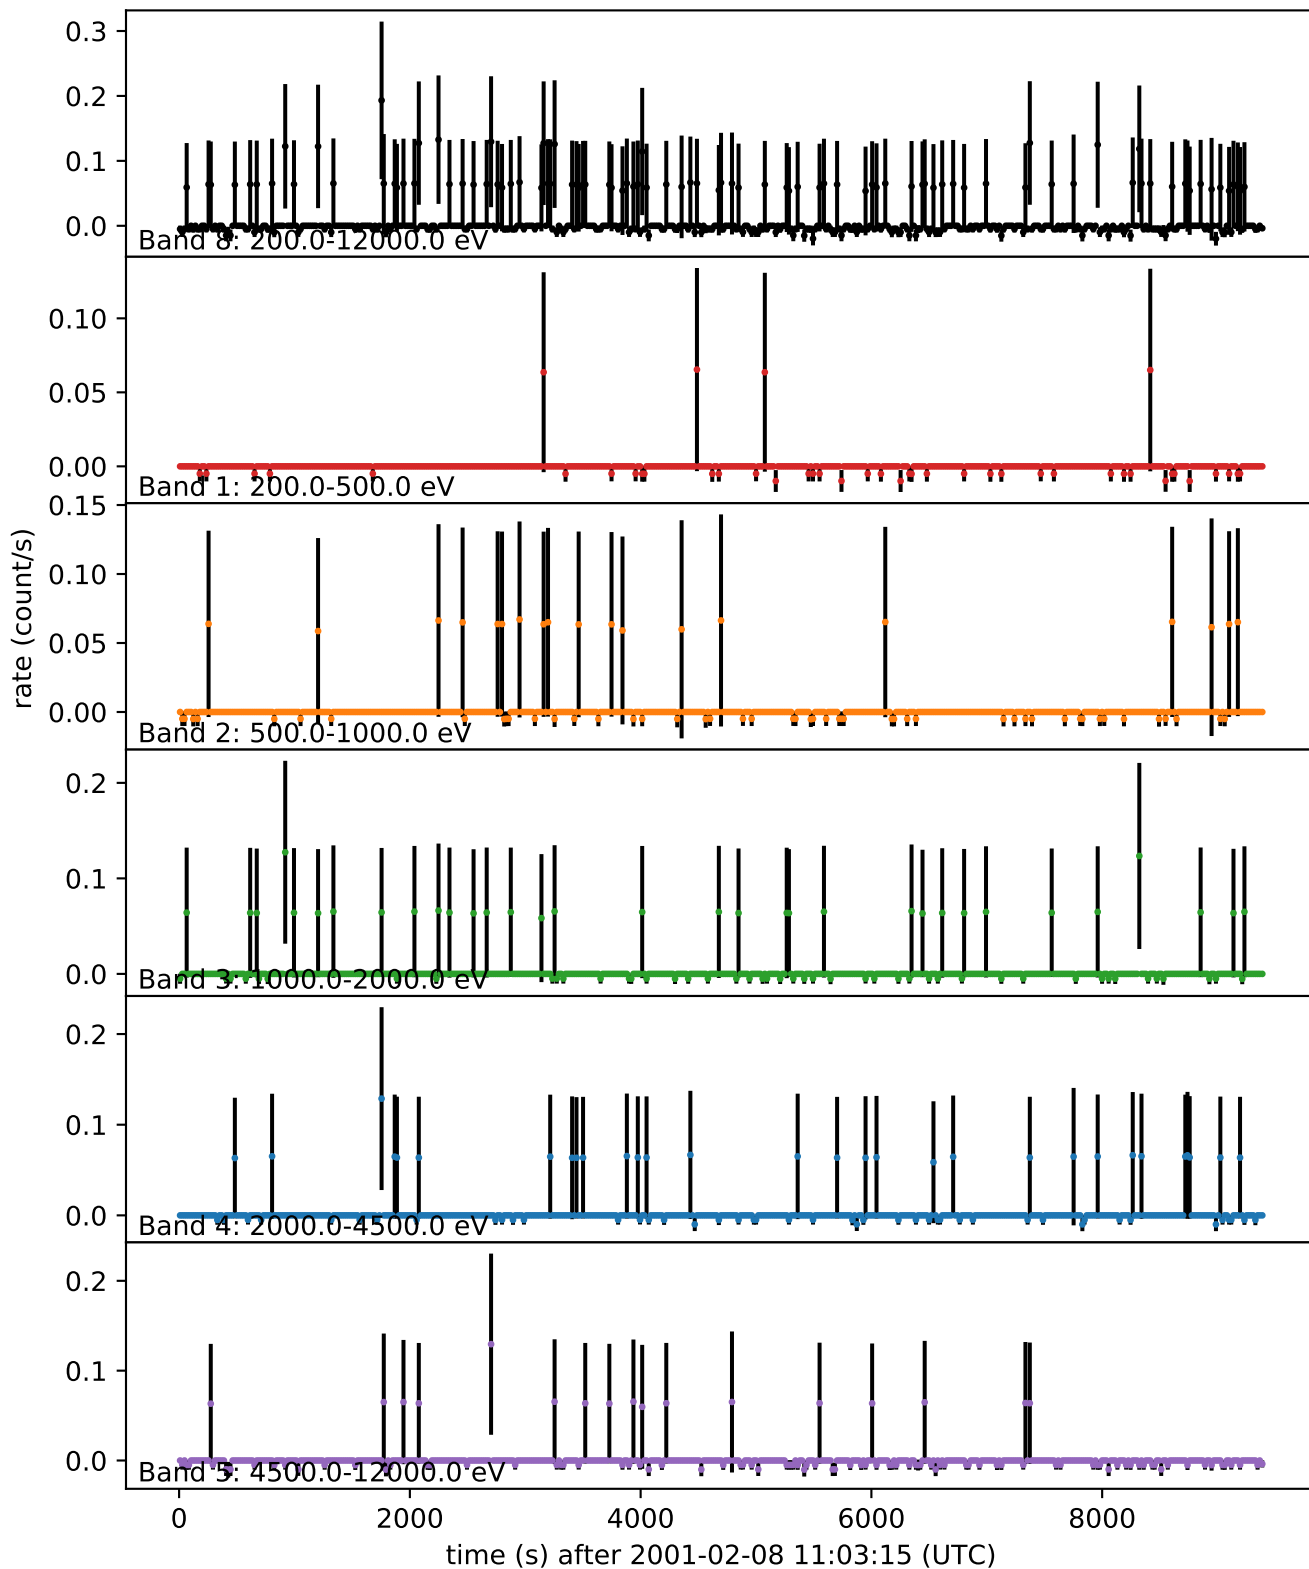 0.3
0.2
0.1
0.0
Band 8: 200.0-12000.0 eV
0.10
0.05
0.00
Band 1: 200.0-500.0 eV
0.15
0.10
0.05
0.00
Band 2: 500.0-1000.0 eV
rate (count/s)
0.2
0.1
0.0
Band 3: 1000.0-2000.0 eV
0.2
0.1
0.0
Band 4: 2000.0-4500.0 eV
0.2
0.1
0.0
Band 5: 4500.0-12000.0 eV
0 2000 4000 6000 8000
time (s) after 2001-02-08 11:03:15 (UTC)